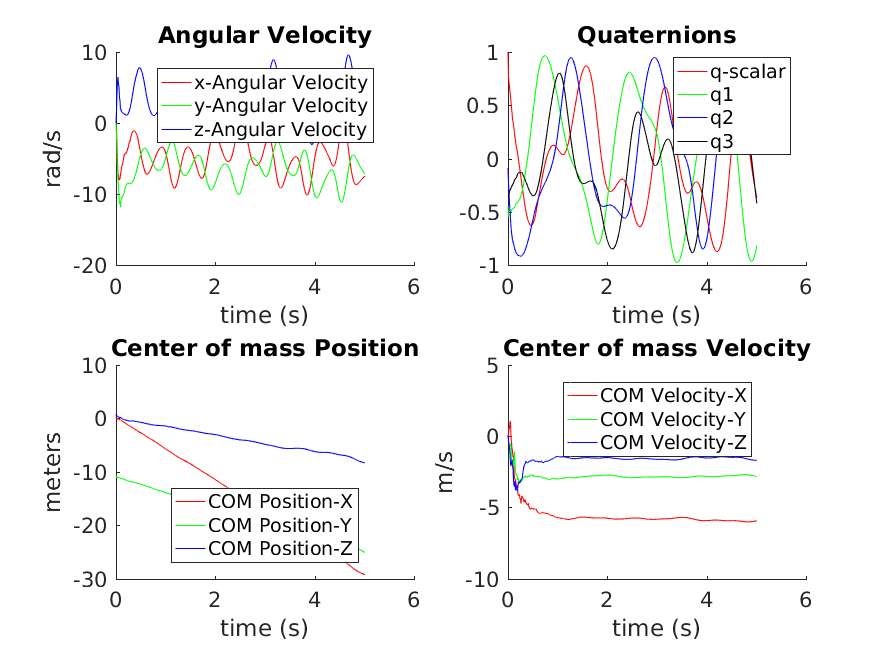 Angular Velocity
10
0
-10
-20
rad/s
x-Angular Velocity
y-Angular Velocity
z-Angular Velocity
0
2
4
6
time (s)
Quaternions
1
0.5
0
-0.5
-1
q-scalar
q1
q2
q3
0
2
4
6
time (s)
Center of mass Position
10
0
-10
-20
-30
meters
COM Position-X
COM Position-Y
COM Position-Z
0
2
4
6
time (s)
Center of mass Velocity
5
0
-5
-10
m/s
COM Velocity-X
COM Velocity-Y
COM Velocity-Z
0
2
4
6
time (s)